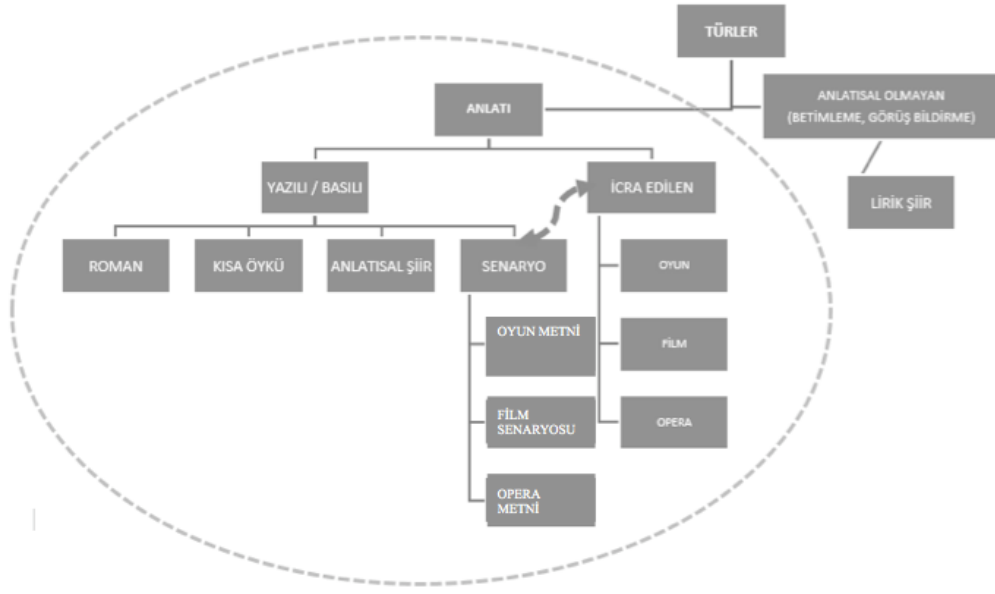 TÜRLER
ANLATISAL OLMAYAN
(BETİMLEME, GÖRÜŞ BİLDİRME)
ANLATI
LİRİK ŞİİR
YAZILI / BASILI
İCRA EDİLEN
ROMAN
KISA ÖYKÜ
ANLATISAL ŞİİR
SENARYO
OYUN
OYUN METNİ
FİLM
FİLM
SENARYOSU
OPERA
OPERA
METNİ